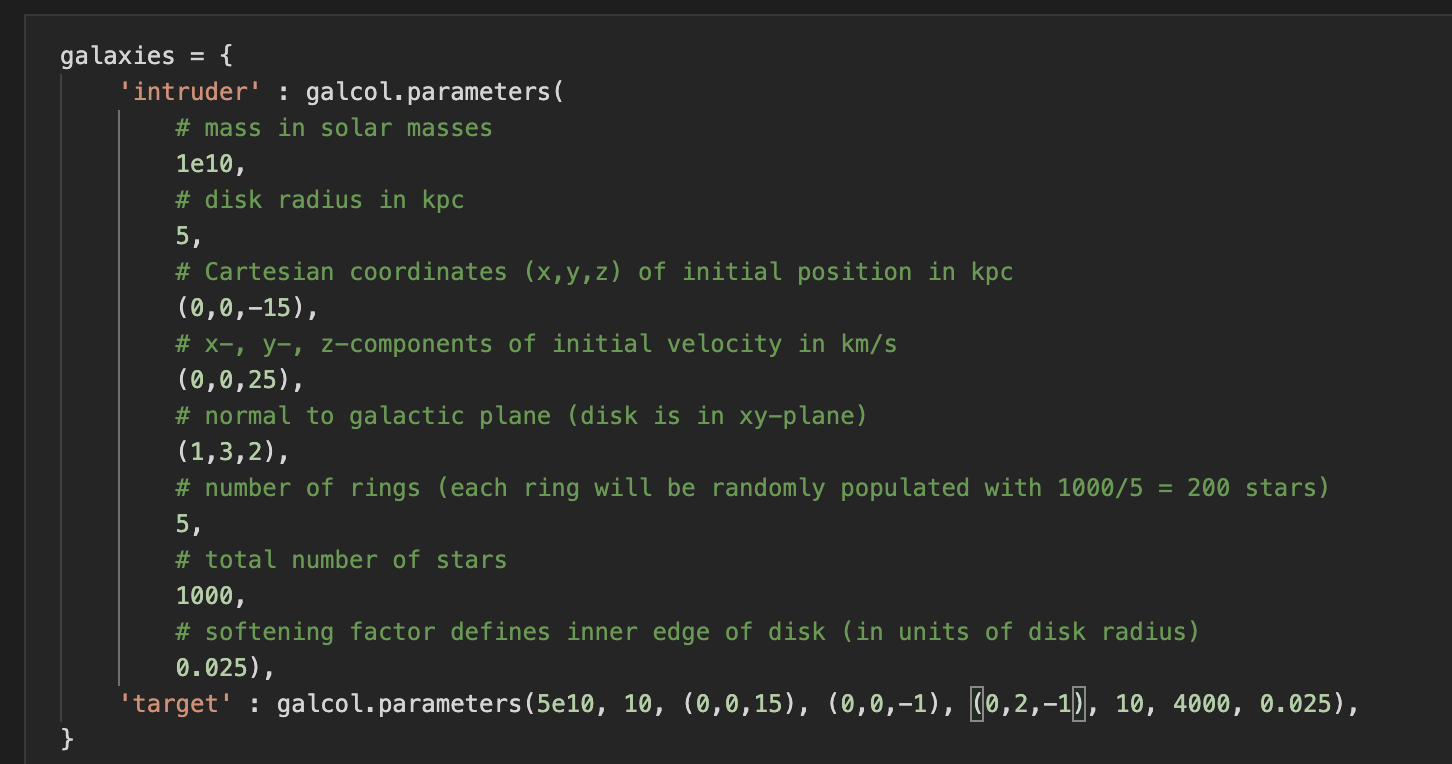 galaxies = {
'intruder' : galcol.parameters(
# mass in solar masses
1e10,
# disk radius in kpc
5,
# Cartesian coordinates (x,y,z) of initial position in kpc
(0,0,-15),
# x-, y-, z-components of initial velocity in km/s
(0,0,25),
# normal to galactic plane (disk is in xy-plane)
(1,3,2),
# number of rings (each ring will be randomly populated with 1000/5 = 200 stars)
5,
# total number of stars
1000,
# softening factor defines inner edge of disk (in units of disk radius)
0.025),
'target' : galcol.parameters(5e10, 10, (0,0,15), (0,0,-1), (0,2,-1), 10, 4000, 0.025),
}